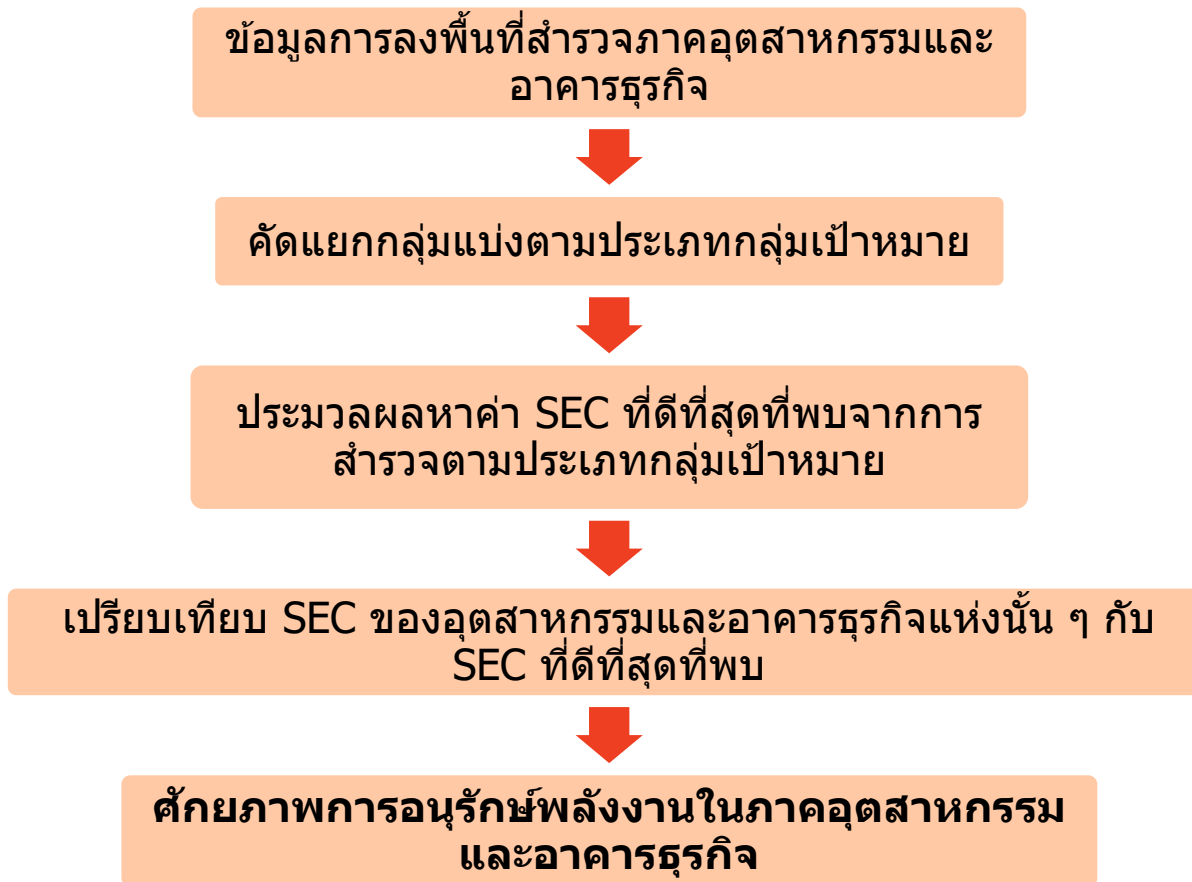 ข้อมูลการลงพื้นที่สำรวจภาคอุตสาหกรรมและ
อาคารธุรกิจ
คัดแยกกลุ่มแบ่งตามประเภทกลุ่มเป้าหมาย
ประมวลผลหาค่า SEC ที่ดีที่สุดที่พบจากการ
สำรวจตามประเภทกลุ่มเป้าหมาย
เปรียบเทียบ SEC ของอุตสาหกรรมและอาคารธุรกิจแห่งนั้น ๆ กับ
SEC ที่ดีที่สุดที่พบ
ศักยภาพการอนุรักษ์พลังงานในภาคอุตสาหกรรม
และอาคารธุรกิจ